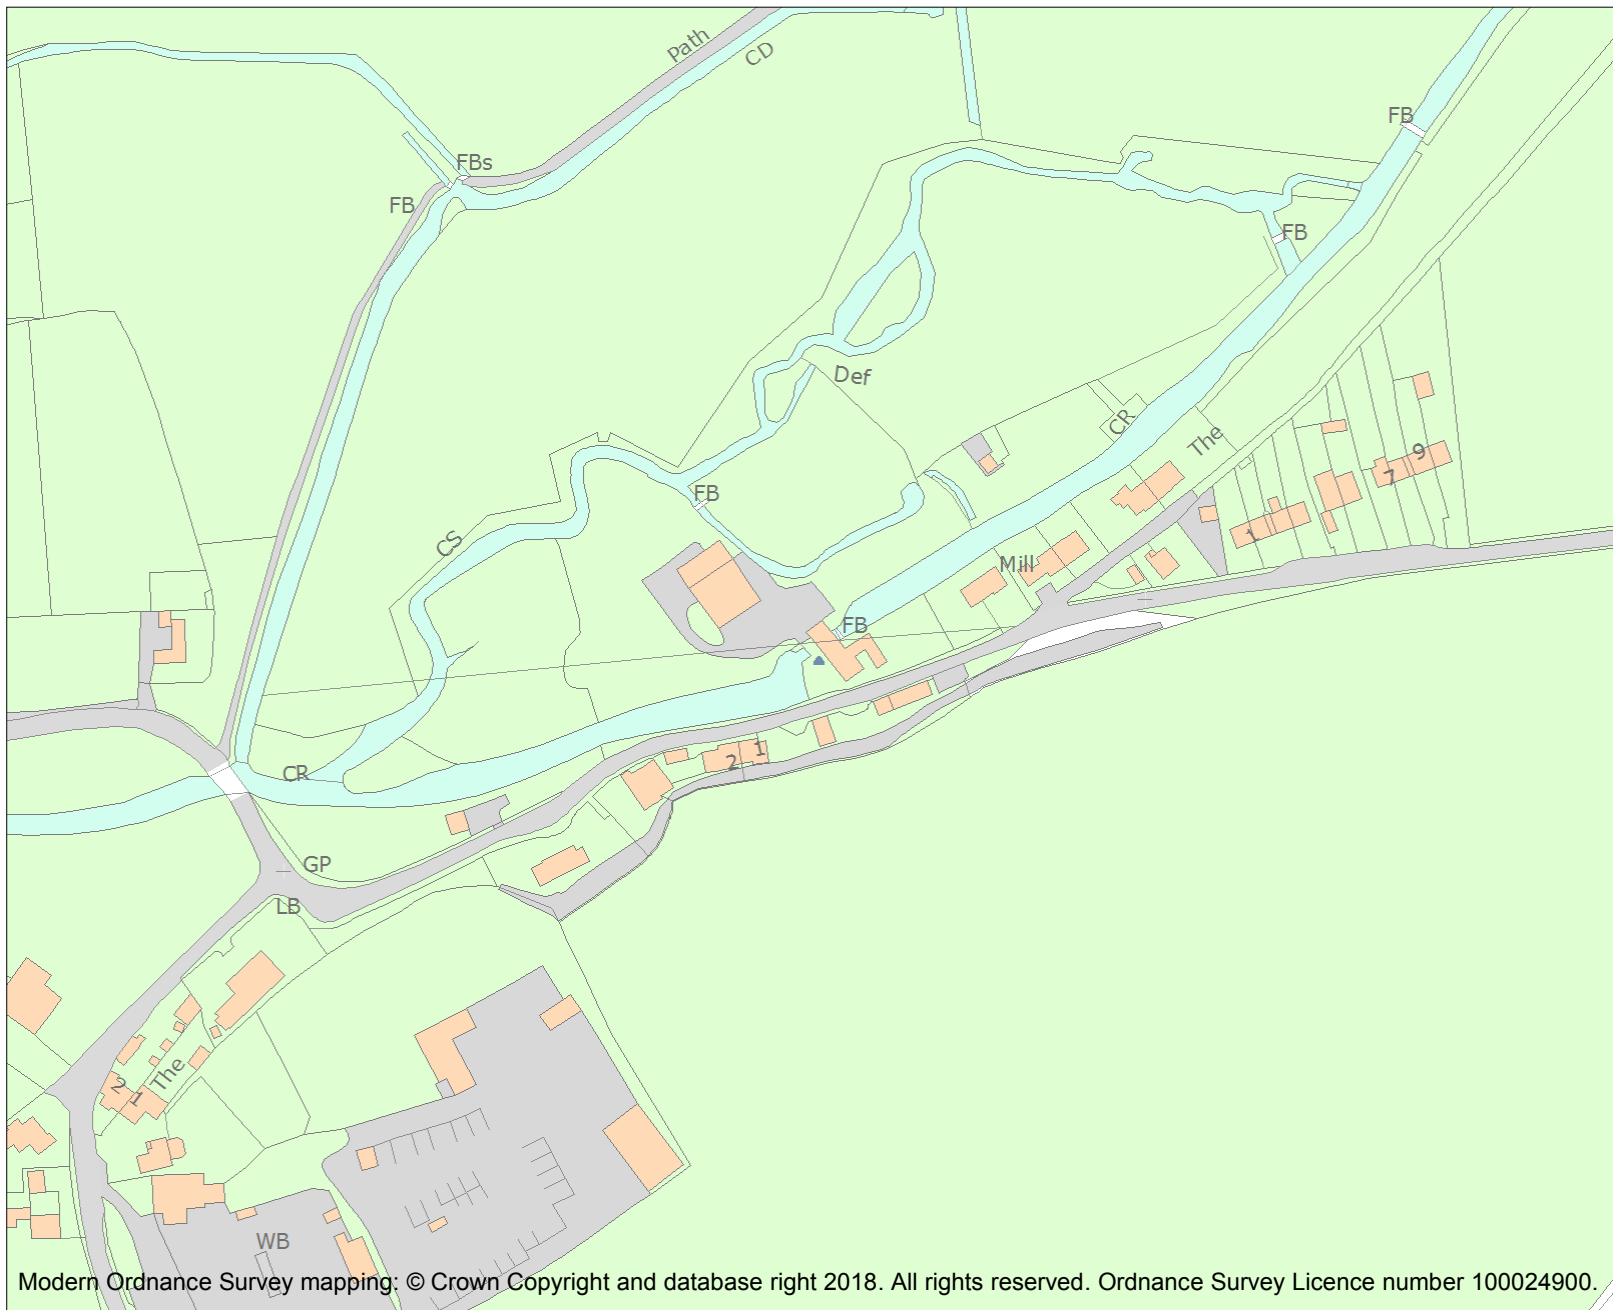 Path
CD
FB
FBs
FB
FB
Def
CR
The
9
7
FB
CS
1
Mill
FB
1
2
CR
GP
LB
The
2
1
WB
Modern Ordnance Survey mapping: © Crown Copyright and database right 2018. All rights reserved. Ordnance Survey Licence number 100024900.